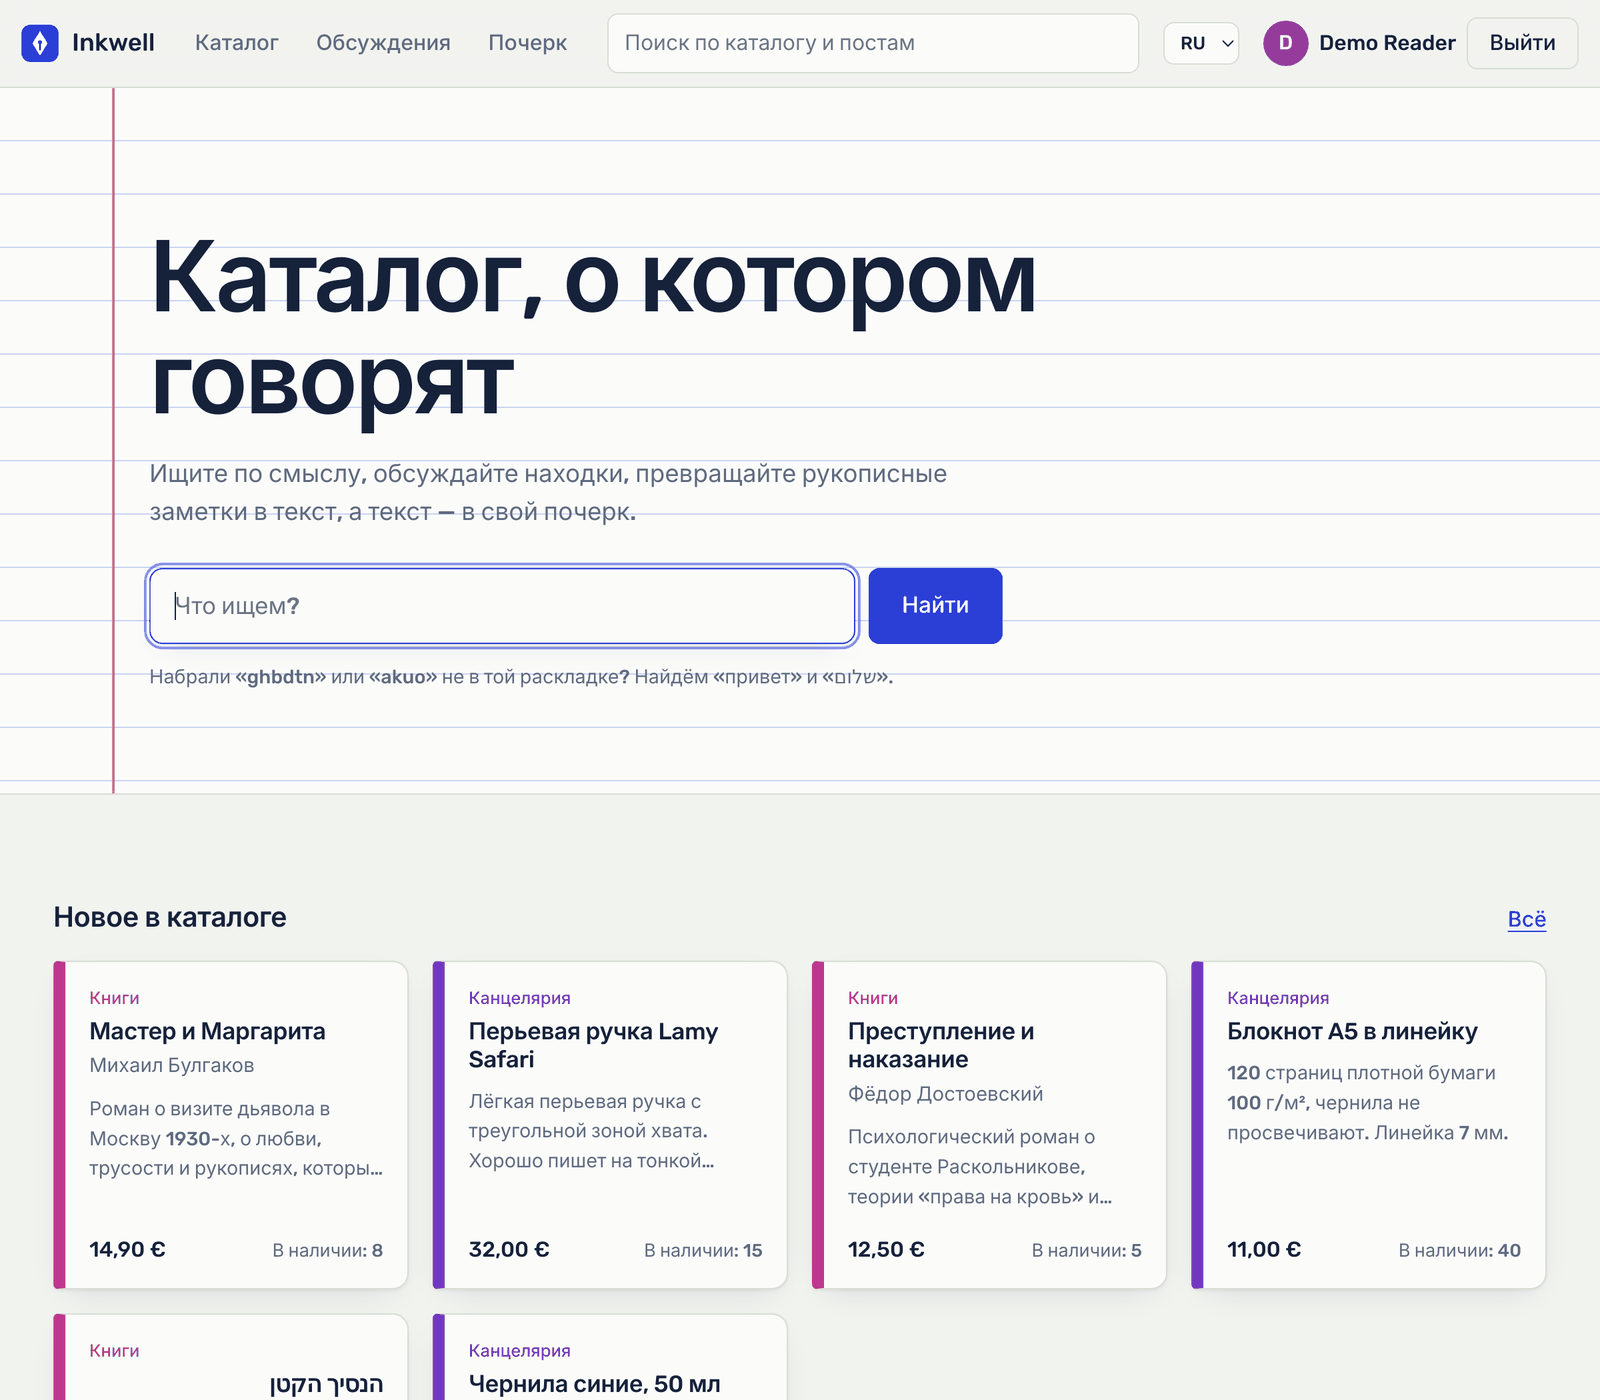 Inkwell
Каталог
Обсуждения
Почерк
Поиск по каталогу и постам
RU
D
Demo Reader
Выйти
Каталог, о котором
говорят
Ищите по смыслу, обсуждайте находки, превращайте рукописные
заметки в текст, а текст — в свой почерк.
Что ищем?
Найти
Набрали «ghbdtn» или «akuo» не в той раскладке? Найдём «привет» и «שלום».
Новое в каталоге
Всё
Книги
Мастер и Маргарита
Михаил Булгаков
Роман о визите дьявола в
Москву 1930-х, о любви,
трусости и рукописях, которы...
14,90 €
В наличии: 8
Канцелярия
Перьевая ручка Lamy
Safari
Лёгкая перьевая ручка с
треугольной зоной хвата.
Хорошо пишет на тонкой...
32,00 €
В наличии: 15
Книги
Преступление и
наказание
Фёдор Достоевский
Психологический роман о
студенте Раскольникове,
теории «права на кровь» и...
12,50 €
В наличии: 5
Канцелярия
Блокнот А5 в линейку
120 страниц плотной бумаги
100 г/м², чернила не
просвечивают. Линейка 7 мм.
11,00 €
В наличии: 40
Книги
הנסיך הקטן
Канцелярия
Чернила синие, 50 мл